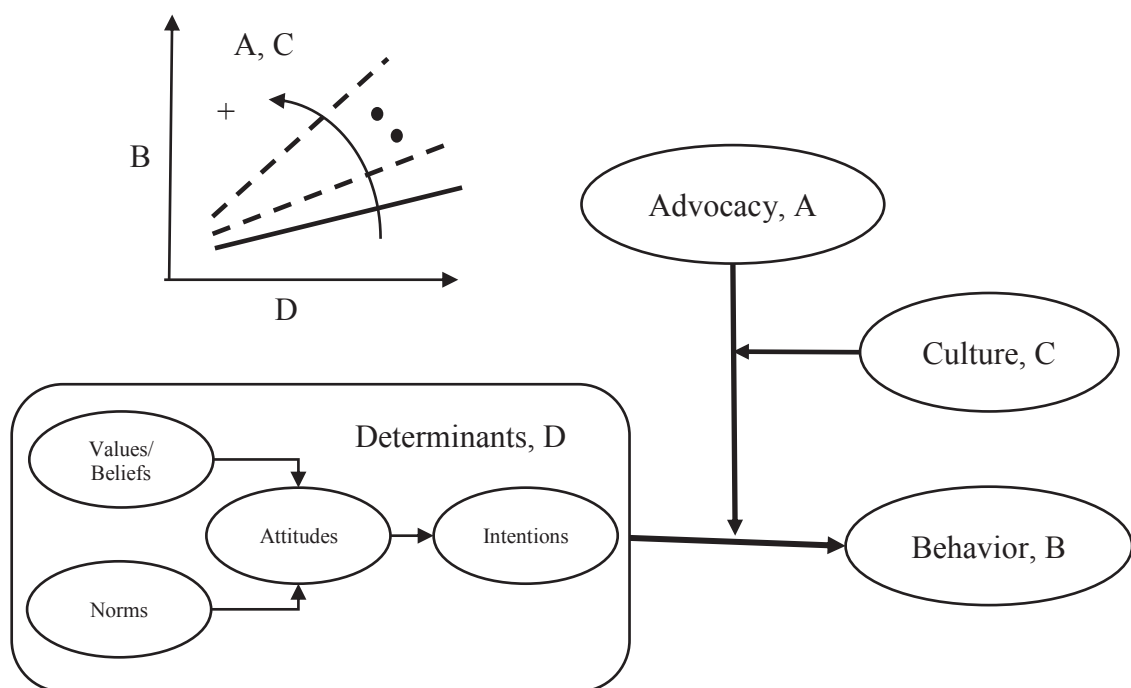 A, C
+
B
D
Advocacy, A
Culture, C
Determinants, D
Values/
Beliefs
Attitudes
Intentions
Norms
Behavior, B